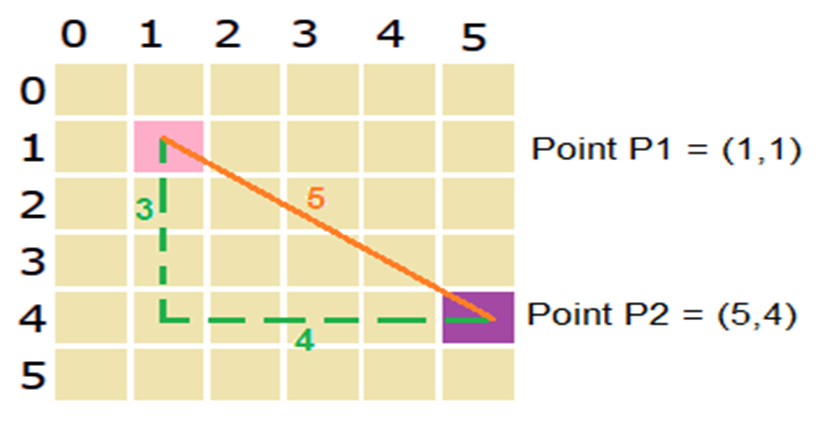 0 1 2 3 4 5
0
1 Point P1 = (1,1)
2 3 5
3
4 Point P2 = (5,4)
4
5